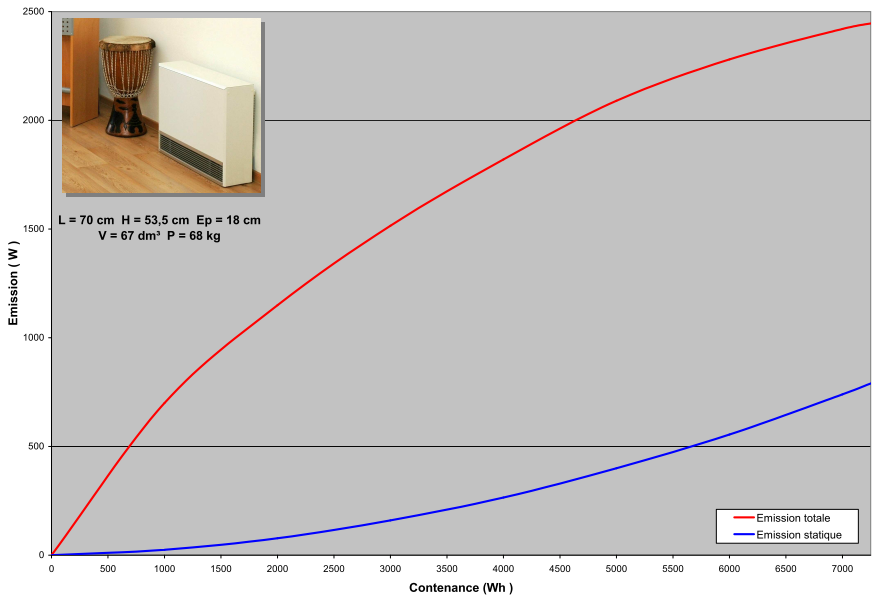 2500
2000
1500
1000
500
0
Emission ( W )
L = 70 cm  H = 53,5 cm  Ep = 18 cm
V = 67 dm³  P = 68 kg
Emission totale
Emission statique
0 500 1000 1500 2000 2500 3000 3500 4000 4500 5000 5500 6000 6500 7000
Contenance (Wh )